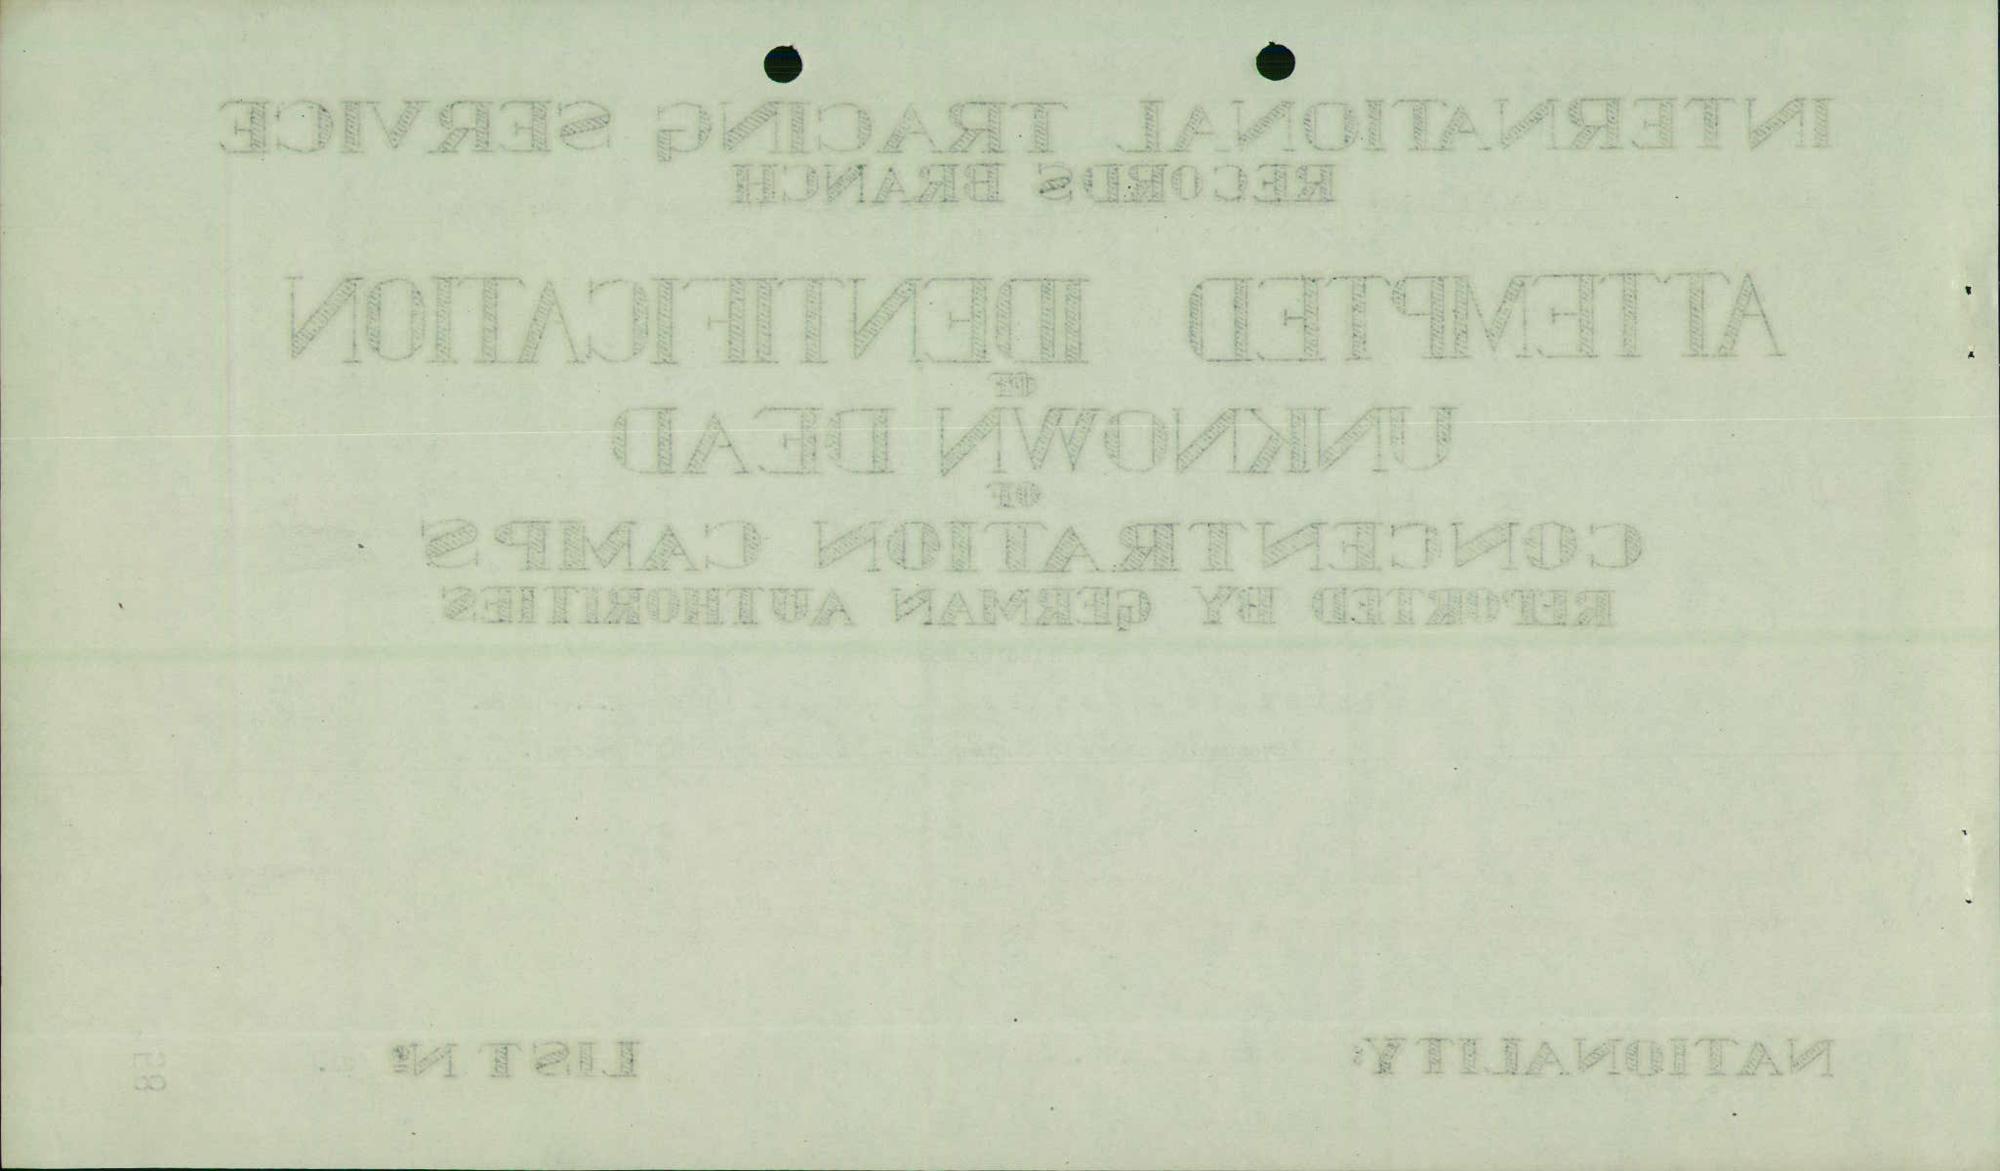 INTERNATIONAL TRACING SERVICE
RECORDS BRANCH
ATTEMPTED IDENTIFICATION
OF
UNKNOWN DEAD
OF
CONCENTRATION CAMPS
REPORTED BY GERMAN AUTHORITIES
NATIONALITY: LIST Nº